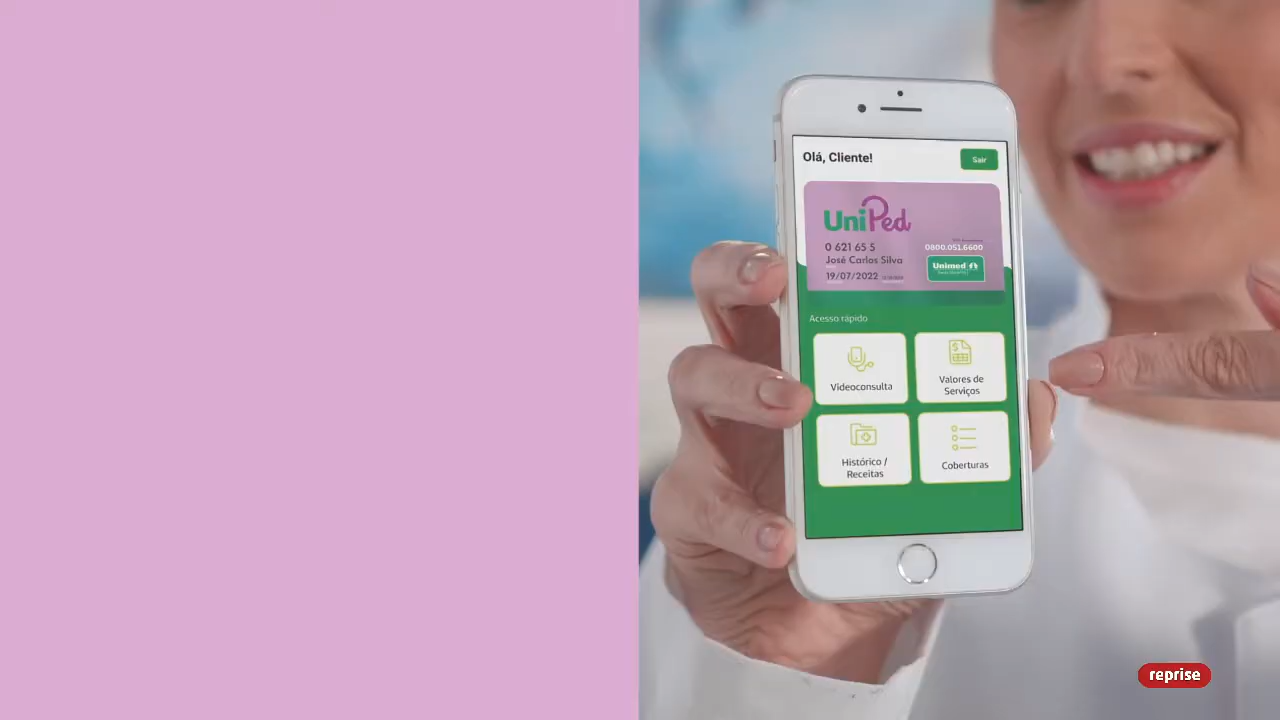 Olá, Cliente!
Sair
UniPed
0 621 65 5
0800.051.6600
José Carlos Silva
Unimed
19/07/2022
Acesso rápido
Videoconsulta
Valores de
Serviços
Histórico /
Receitas
Coberturas
reprise